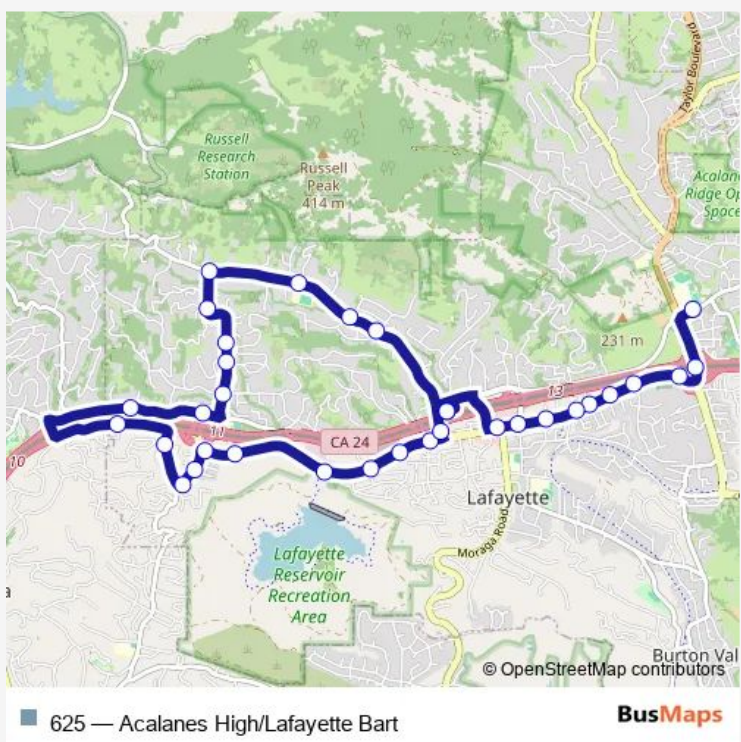 Taylor Boulevard
Russell
Research
Station
Russell
Peak
414 m
Ridge Op
Space
231 m
13
CA 24
11
10
Lafayette
Moraga Road
Lafayette
Reservoir
Recreation
Area
Burton Val
© OpenStreetMap contributors
625 — Acalanes High/Lafayette Bart
BusMaps